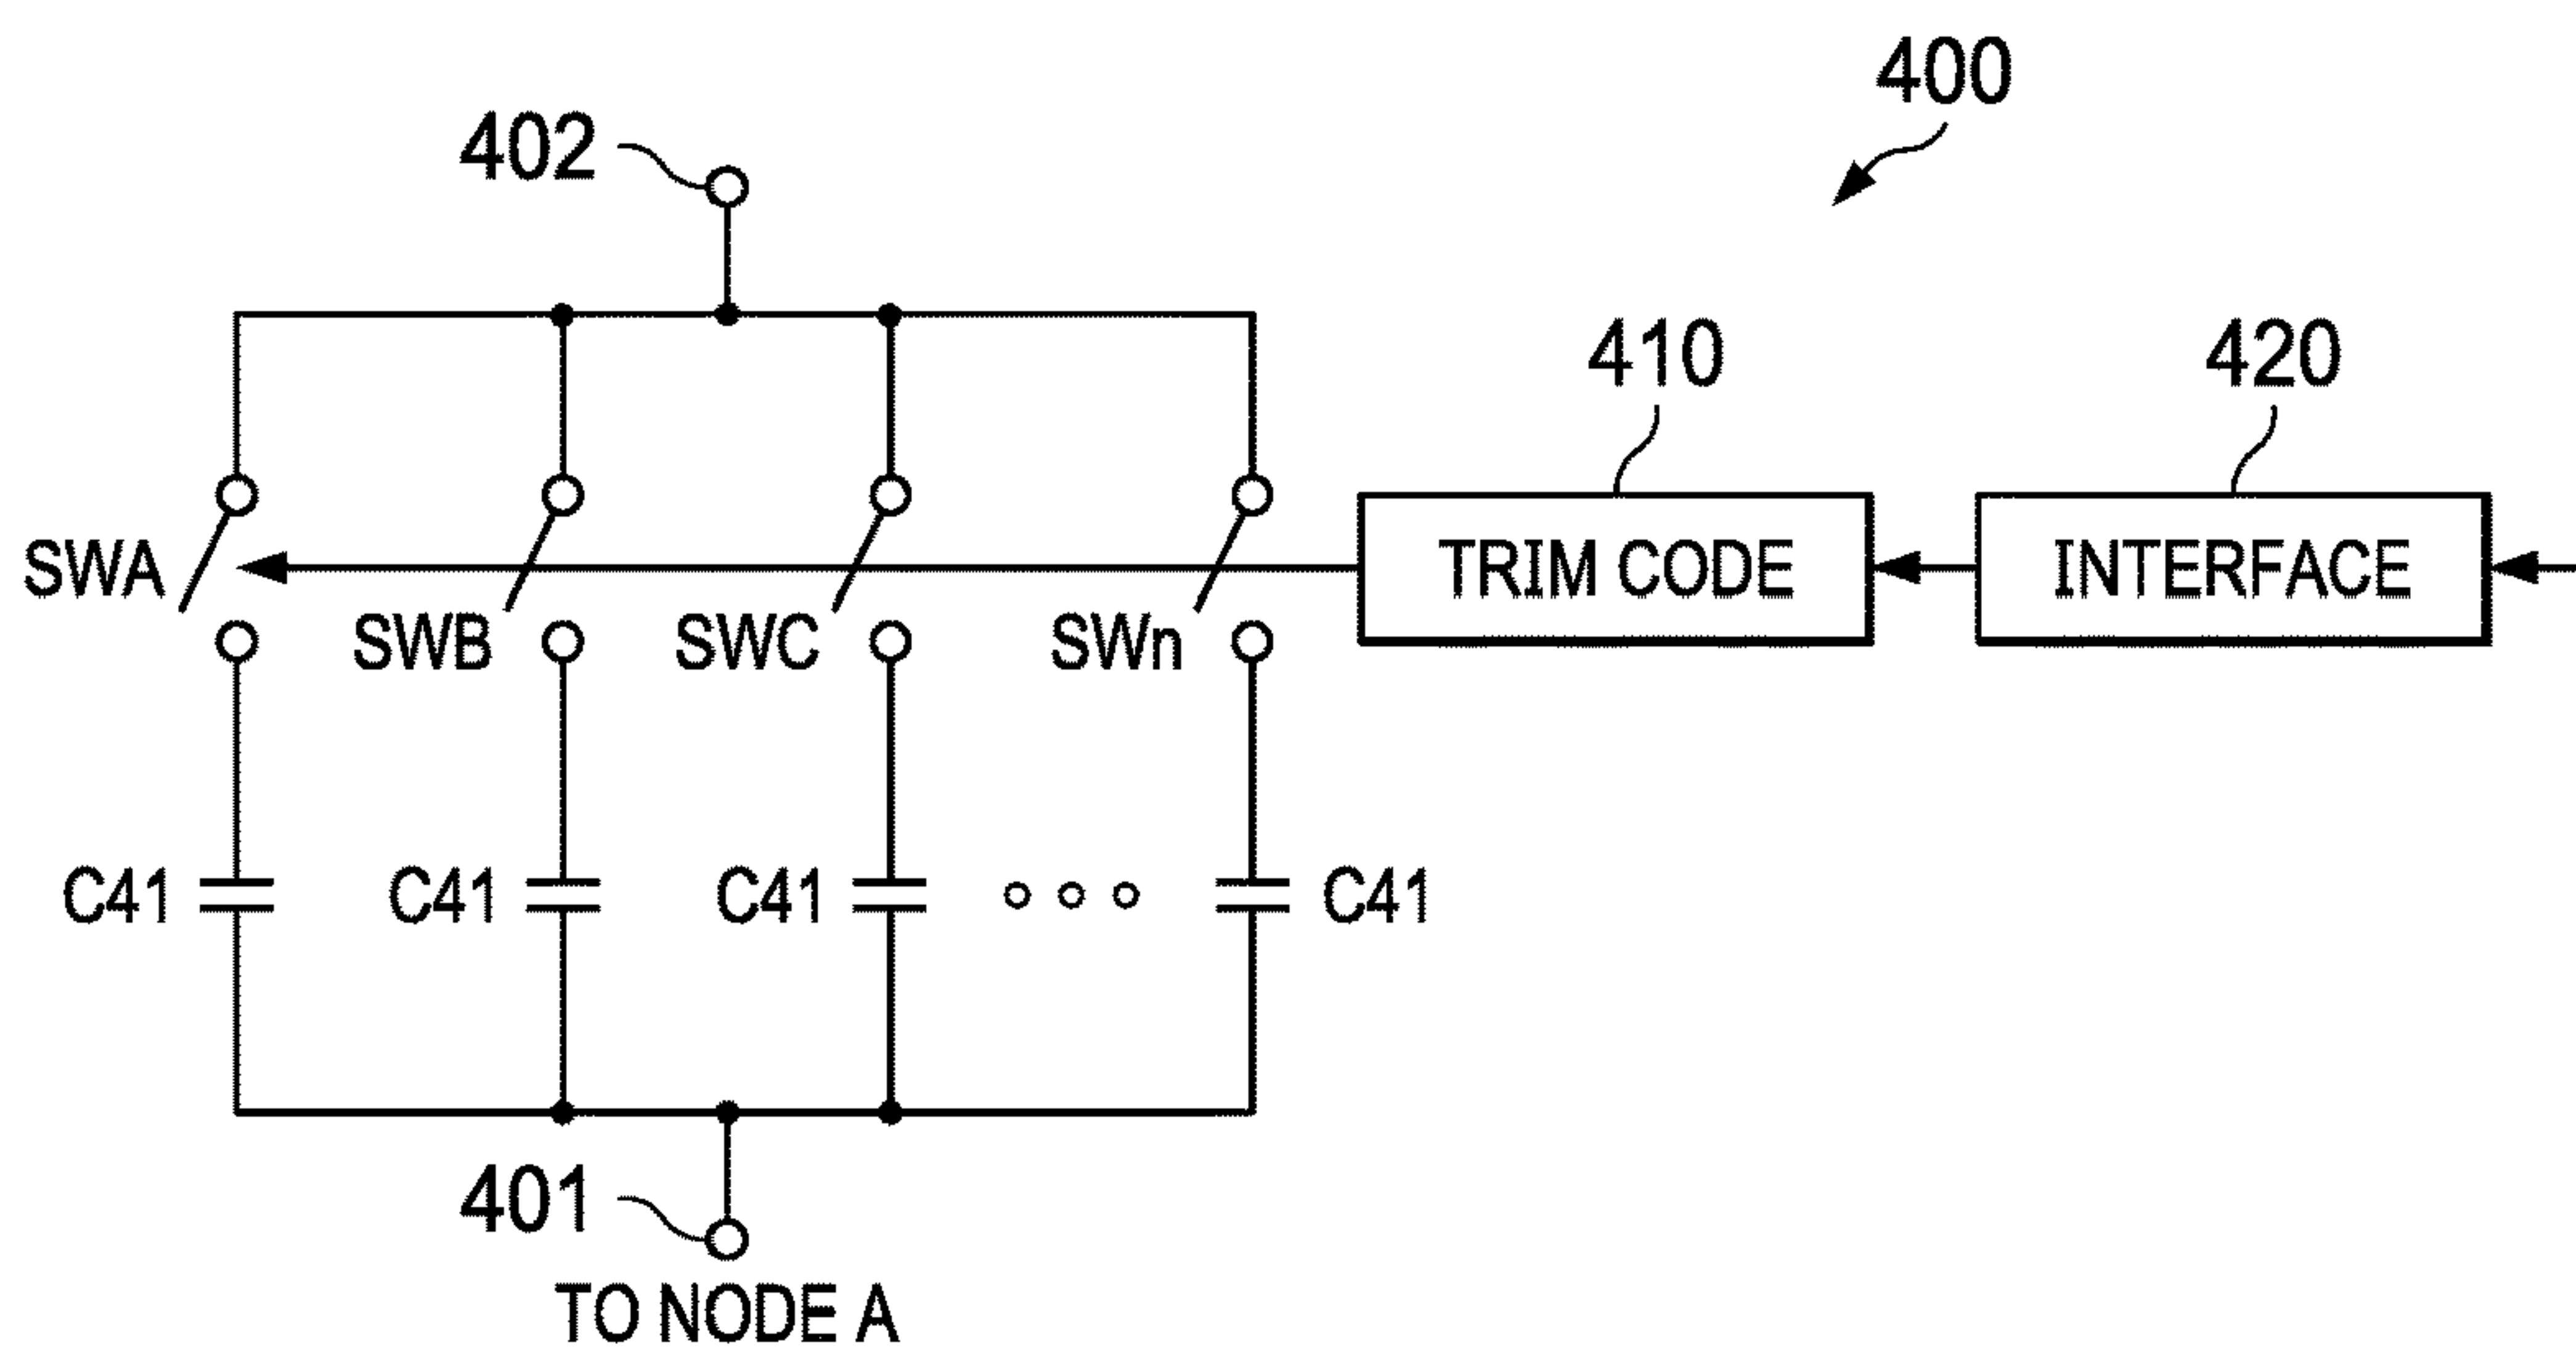 400
402
410
420
SWA
TRIM CODE
INTERFACE
SWB
SWC
SWn
C41
C41
C41
C41
401
TO NODE A